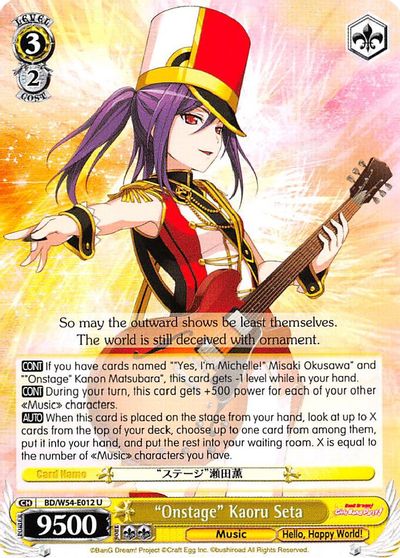 LEVEL
3
2
COST
So may the outward shows be least themselves.
The world is still deceived with ornament.
CONT If you have cards named ""Yes, I'm Michelle!" Misaki Okusawa" and
""Onstage" Kanon Matsubara", this card gets -1 level while in your hand.
CONT During your turn, this card gets +500 power for each of your other
«Music» characters.
AUTO When this card is placed on the stage from your hand, look at up to X
cards from the top of your deck, choose up to one card from among them,
put it in your hand, and put the rest into your waiting room. X is equal to
the number of «Music» characters you have.
Card Name
"ステージ"瀬田薫
CH BD/W54-E012 U
POWER
9500
"Onstage" Kaoru Seta
Music
Hello, Happy World!
©BanG Dream! Project ©Craft Egg Inc. ©bushiroad All Rights Reserved.